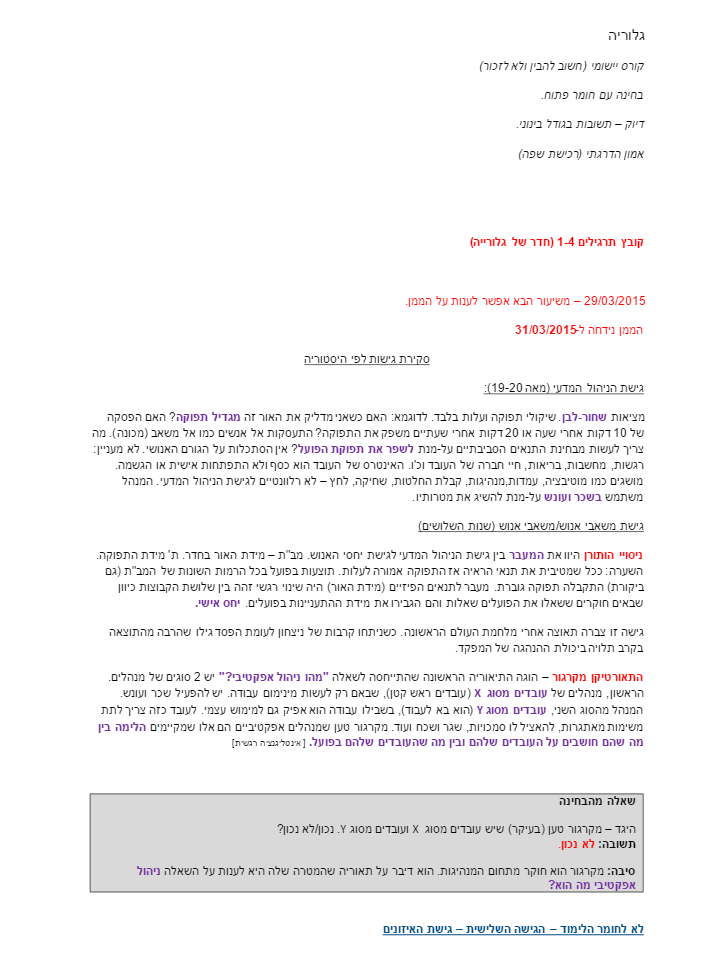 גלוריה
קורס יישומי (חשוב להבין ולא לזכור)
בחינה עם חומר פתוח.
דיוק – תשובות בגודל בינוני.
אמון הדרגתי (רכישת שפה)
קובץ תרגילים 1-4 (חדר של גלורייה)
29/03/2015 – משיעור הבא אפשר לענות על הממן.
הממן נידחה ל-31/03/2015
סקירת גישות לפי היסטוריה
גישת הניהול המדעי (מאה 19-20):
מציאות שחור-לבן. שיקולי תפוקה ועלות בלבד. לדוגמא: האם כשאני מדליק את האור זה מגדיל תפוקה? האם הפסקה
של 10 דקות אחרי שעה או 20 דקות אחרי שעתיים משפק את התפוקה? התעסקות אל אנשים כמו אל משאב (מכונה). מה
צריך לעשות מבחינת התנאים הסביבתיים על-מנת לשפר את תפוקת הפועל? אין הסתכלות על הגורם האנושי. לא מעניין:
רגשות, מחשבות, בריאות, חיי חברה של העובד וכ'ו. האינטרס של העובד הוא כסף ולא התפתחות אישית או הגשמה.
מושגים כמו מוטיבציה, עמדות,מנהיגות, קבלת החלטות, שחיקה, לחץ – לא רלוונטיים לגישת הניהול המדעי. המנהל
משתמש בשכר ועונש על-מנת להשיג את מטרותיו.
גישת משאבי אנוש/משאבי אנוש (שנות השלושים)
ניסויי הותורן היוו את המעבר בין גישת הניהול המדעי לגישת יחסי האנוש. מב"ת – מידת האור בחדר. ת' מידת התפוקה.
השערה: ככל שמטיבית את תנאי הראיה אז התפוקה אמורה לעלות. תוצעות בפועל בכל הרמות השונות של המב"ת (גם
ביקורת) התקבלה תפוקה גוברת. מעבר לתנאים הפיזיים (מידת האור) היה שינוי רגשי זהה בין שלושת הקבוצות כיוון
שבאים חוקרים ששאלו את הפועלים שאלות והם הגבירו את מידת ההתעניינות בפועלים. יחס אישי.
גישה זו צברה תאוצה אחרי מלחמת העולם הראשונה. כשניתחו קרבות של ניצחון לעומת הפסד גילו שהרבה מהתוצאה
בקרב תלויה ביכולת ההנהגה של המפקד.
התאורטיקן מקרגור – הוגה התיאוריה הראשונה שהתייחסה לשאלה "מהו ניהול אפקטיבי?" יש 2 סוגים של מנהלים.
הראשון, מנהלים של עובדים מסוג X (עובדים ראש קטן), שבאם רק לעשות מינימום עבודה. יש להפעיל שכר ועונש.
המנהל מהסוג השני, עובדים מסוג Y (הוא בא לעבוד), בשבילו עבודה הוא אפיק גם למימוש עצמי. לעובד כזה צריך לתת
משימות מאתגרות, להאציל לו סמכויות, שגר ושכח ועוד. מקרגור טען שמנהלים אפקטיביים הם אלו שמקיימים הלימה בין
מה שהם חושבים על העובדים שלהם ובין מה שהעובדים שלהם בפועל. [אינטליגנציה רגשית]
שאלה מהבחינה
היגד – מקרגור טען (בעיקר) שיש עובדים מסוג X ועובדים מסוג Y. נכון/לא נכון?
תשובה: לא נכון.
סיבה: מקרגור הוא חוקר מתחום המנהיגות. הוא דיבר על תאוריה שהמטרה שלה היא לענות על השאלה ניהול
אפקטיבי מה הוא?
לא לחומר הלימוד – הגישה השלישית – גישת האיזונים